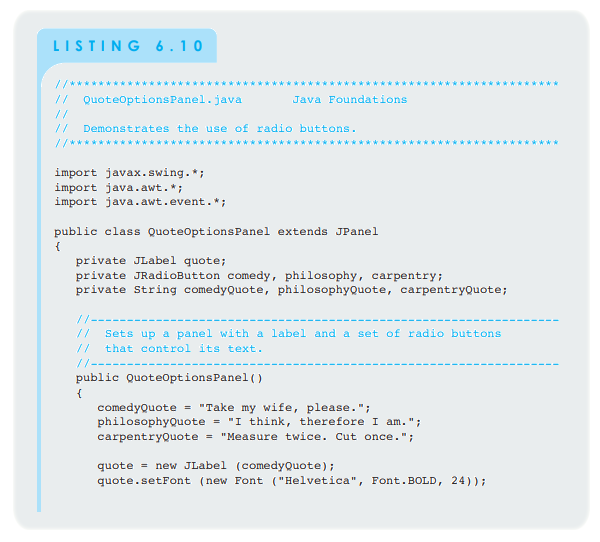 LISTING 6.10
//********************************************************************
//  QuoteOptionsPanel.java       Java Foundations
//
//  Demonstrates the use of radio buttons.
//********************************************************************
import javax.swing.*;
import java.awt.*;
import java.awt.event.*;
public class QuoteOptionsPanel extends JPanel
{
   private JLabel quote;
   private JRadioButton comedy, philosophy, carpentry;
   private String comedyQuote, philosophyQuote, carpentryQuote;
   //-----------------------------------------------------------------
   //  Sets up a panel with a label and a set of radio buttons
   //  that control its text.
   //-----------------------------------------------------------------
   public QuoteOptionsPanel()
   {
      comedyQuote = "Take my wife, please.";
      philosophyQuote = "I think, therefore I am.";
      carpentryQuote = "Measure twice. Cut once.";
      quote = new JLabel (comedyQuote);
      quote.setFont (new Font ("Helvetica", Font.BOLD, 24));